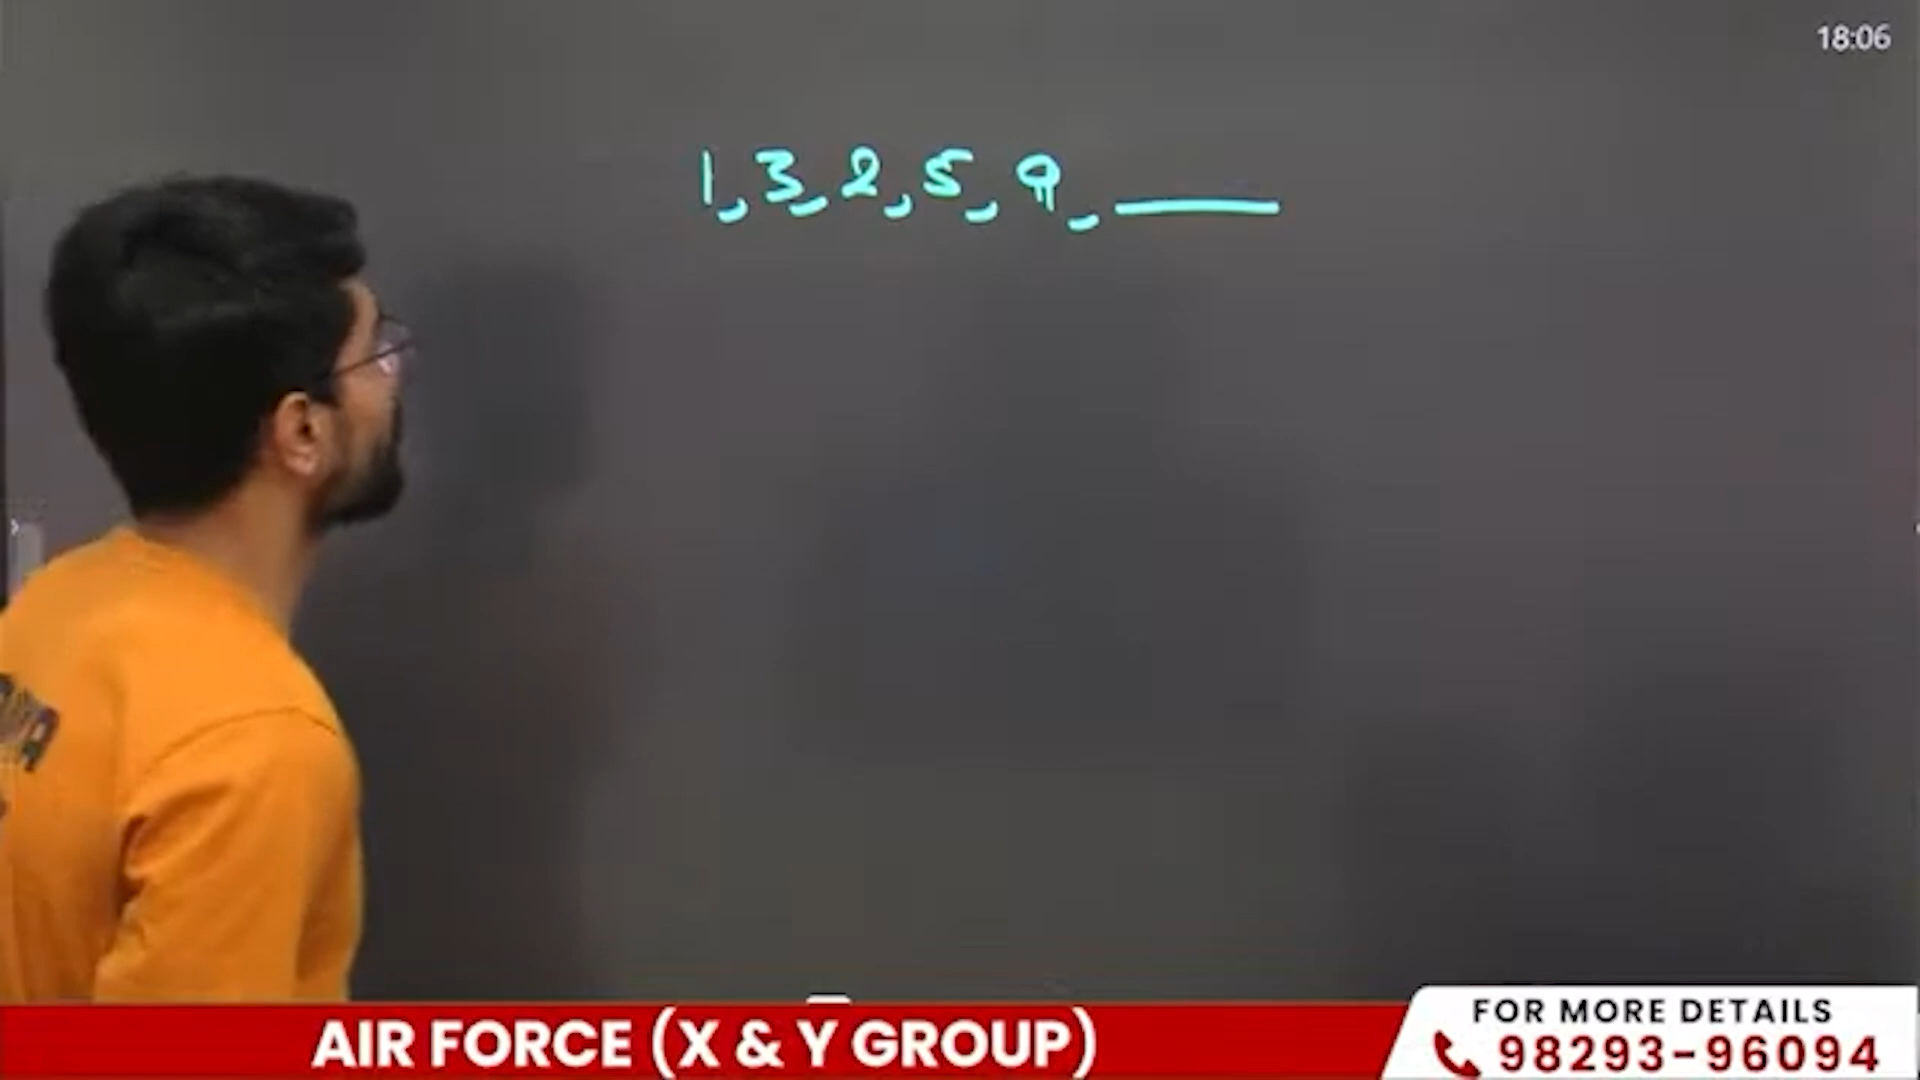 18:06
1, 3, 2, 5, 9, ____
AIR FORCE (X & Y GROUP)
FOR MORE DETAILS
98293-96094